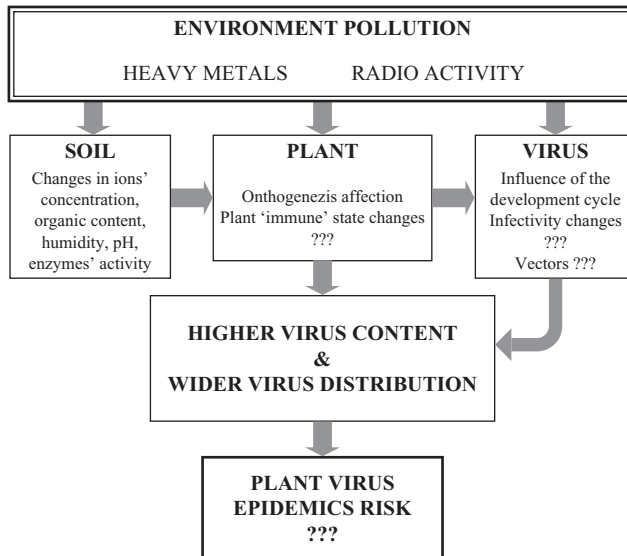 ENVIRONMENT POLLUTION
HEAVY METALS RADIO ACTIVITY
SOIL
Changes in ions’
concentration,
organic content,
humidity, pH,
enzymes’ activity
PLANT
Onthogenezis affection
Plant ‘immune’ state changes
???
VIRUS
Influence of the
development cycle
Infectivity changes
???
Vectors ???
HIGHER VIRUS CONTENT
&
WIDER VIRUS DISTRIBUTION
PLANT VIRUS
EPIDEMICS RISK
???